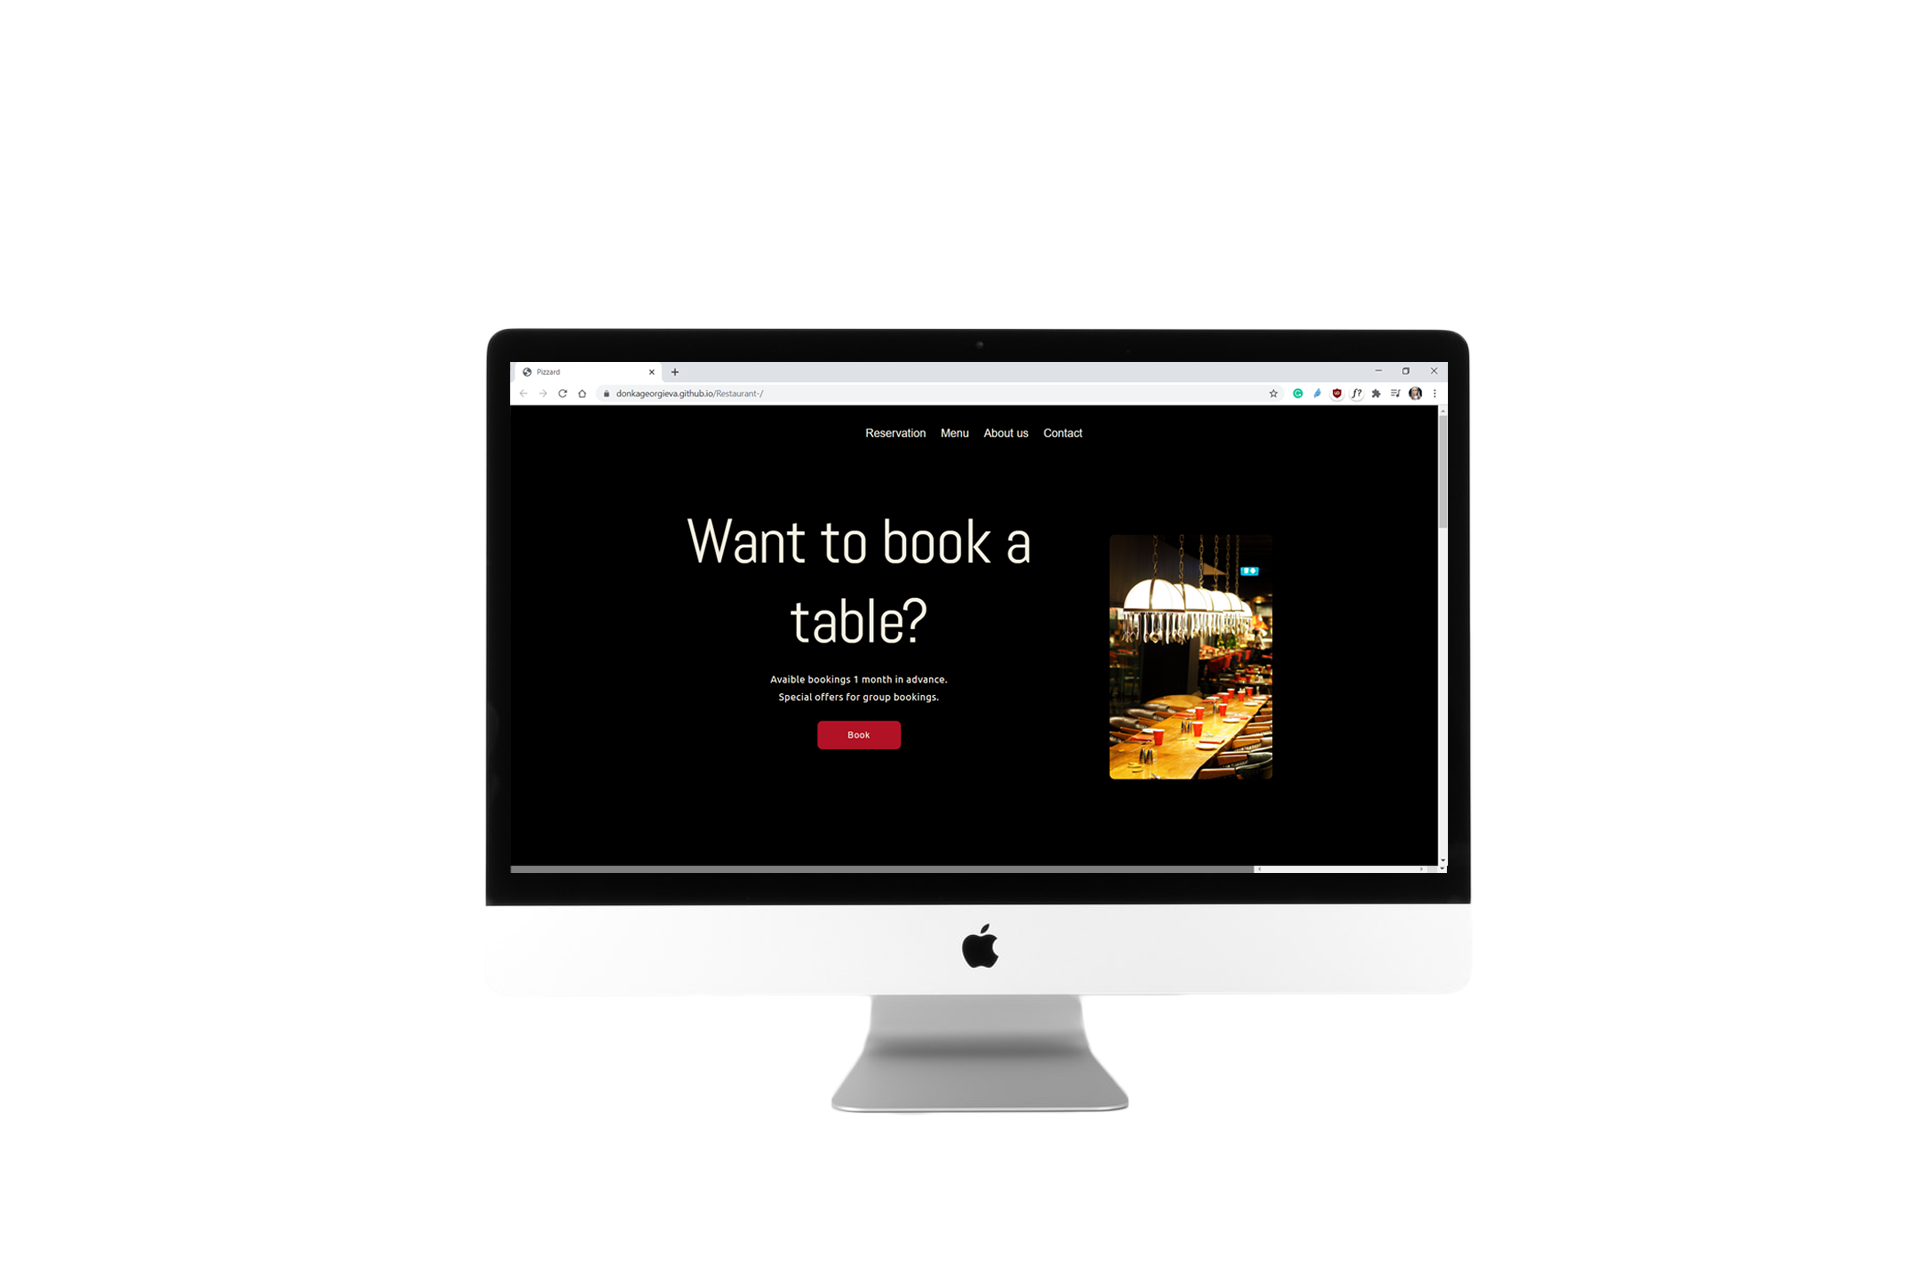 Pizzard
donkageorgieva.github.io/Restaurant-/
f?
Reservation Menu About us Contact
Want to book a
table?
Avaible bookings 1 month in advance.
Special offers for group bookings.
Book